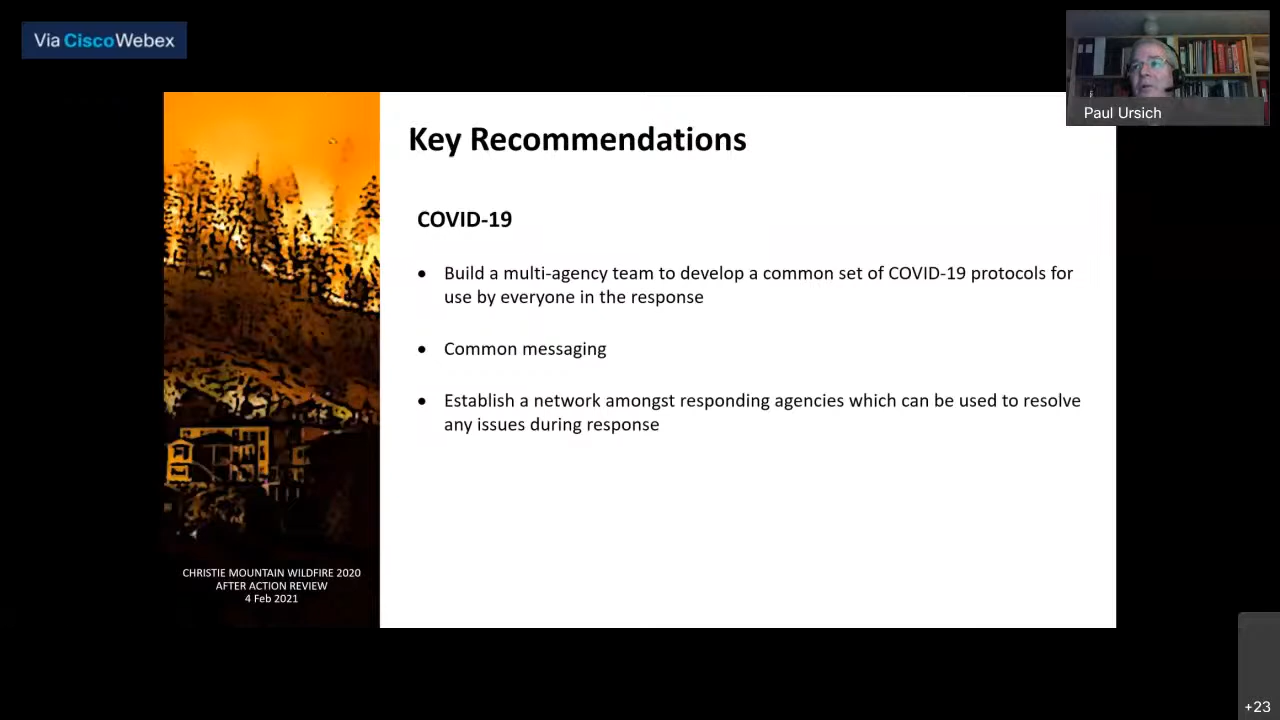 Via Cisco Webex
Paul Ursich
Key Recommendations
COVID-19
• Build a multi-agency team to develop a common set of COVID-19 protocols for
use by everyone in the response
• Common messaging
• Establish a network amongst responding agencies which can be used to resolve
any issues during response
CHRISTIE MOUNTAIN WILDFIRE 2020
AFTER ACTION REVIEW
4 Feb 2021
+23